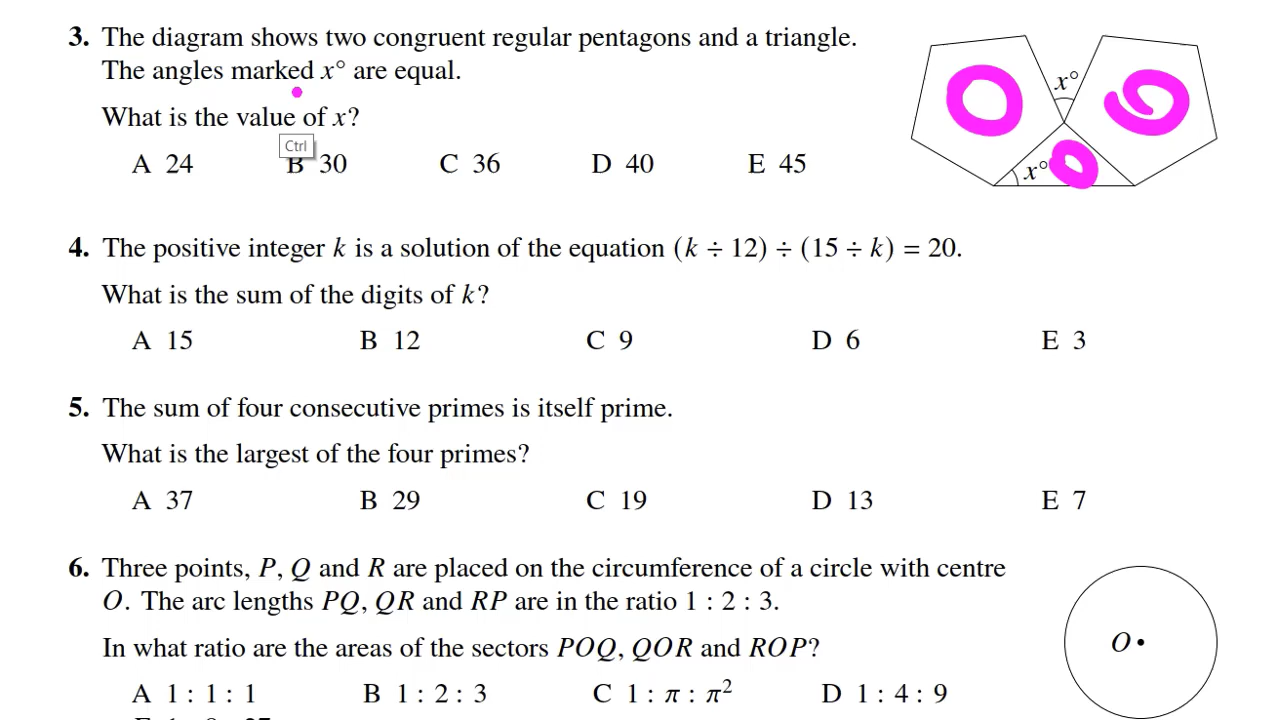 3. The diagram shows two congruent regular pentagons and a triangle.
The angles marked x° are equal.
x°
What is the value of x?
Ctrl
A 24 B 30 C 36 D 40 E 45
x°
4. The positive integer k is a solution of the equation (k ÷ 12) ÷ (15 ÷ k) = 20.
What is the sum of the digits of k?
A 15 B 12 C 9 D 6 E 3
5. The sum of four consecutive primes is itself prime.
What is the largest of the four primes?
A 37 B 29 C 19 D 13 E 7
6. Three points, P, Q and R are placed on the circumference of a circle with centre
O. The arc lengths PQ, QR and RP are in the ratio 1 : 2 : 3.
In what ratio are the areas of the sectors POQ, QOR and ROP?
O
A 1 : 1 : 1 B 1 : 2 : 3 C 1 : π : π² D 1 : 4 : 9